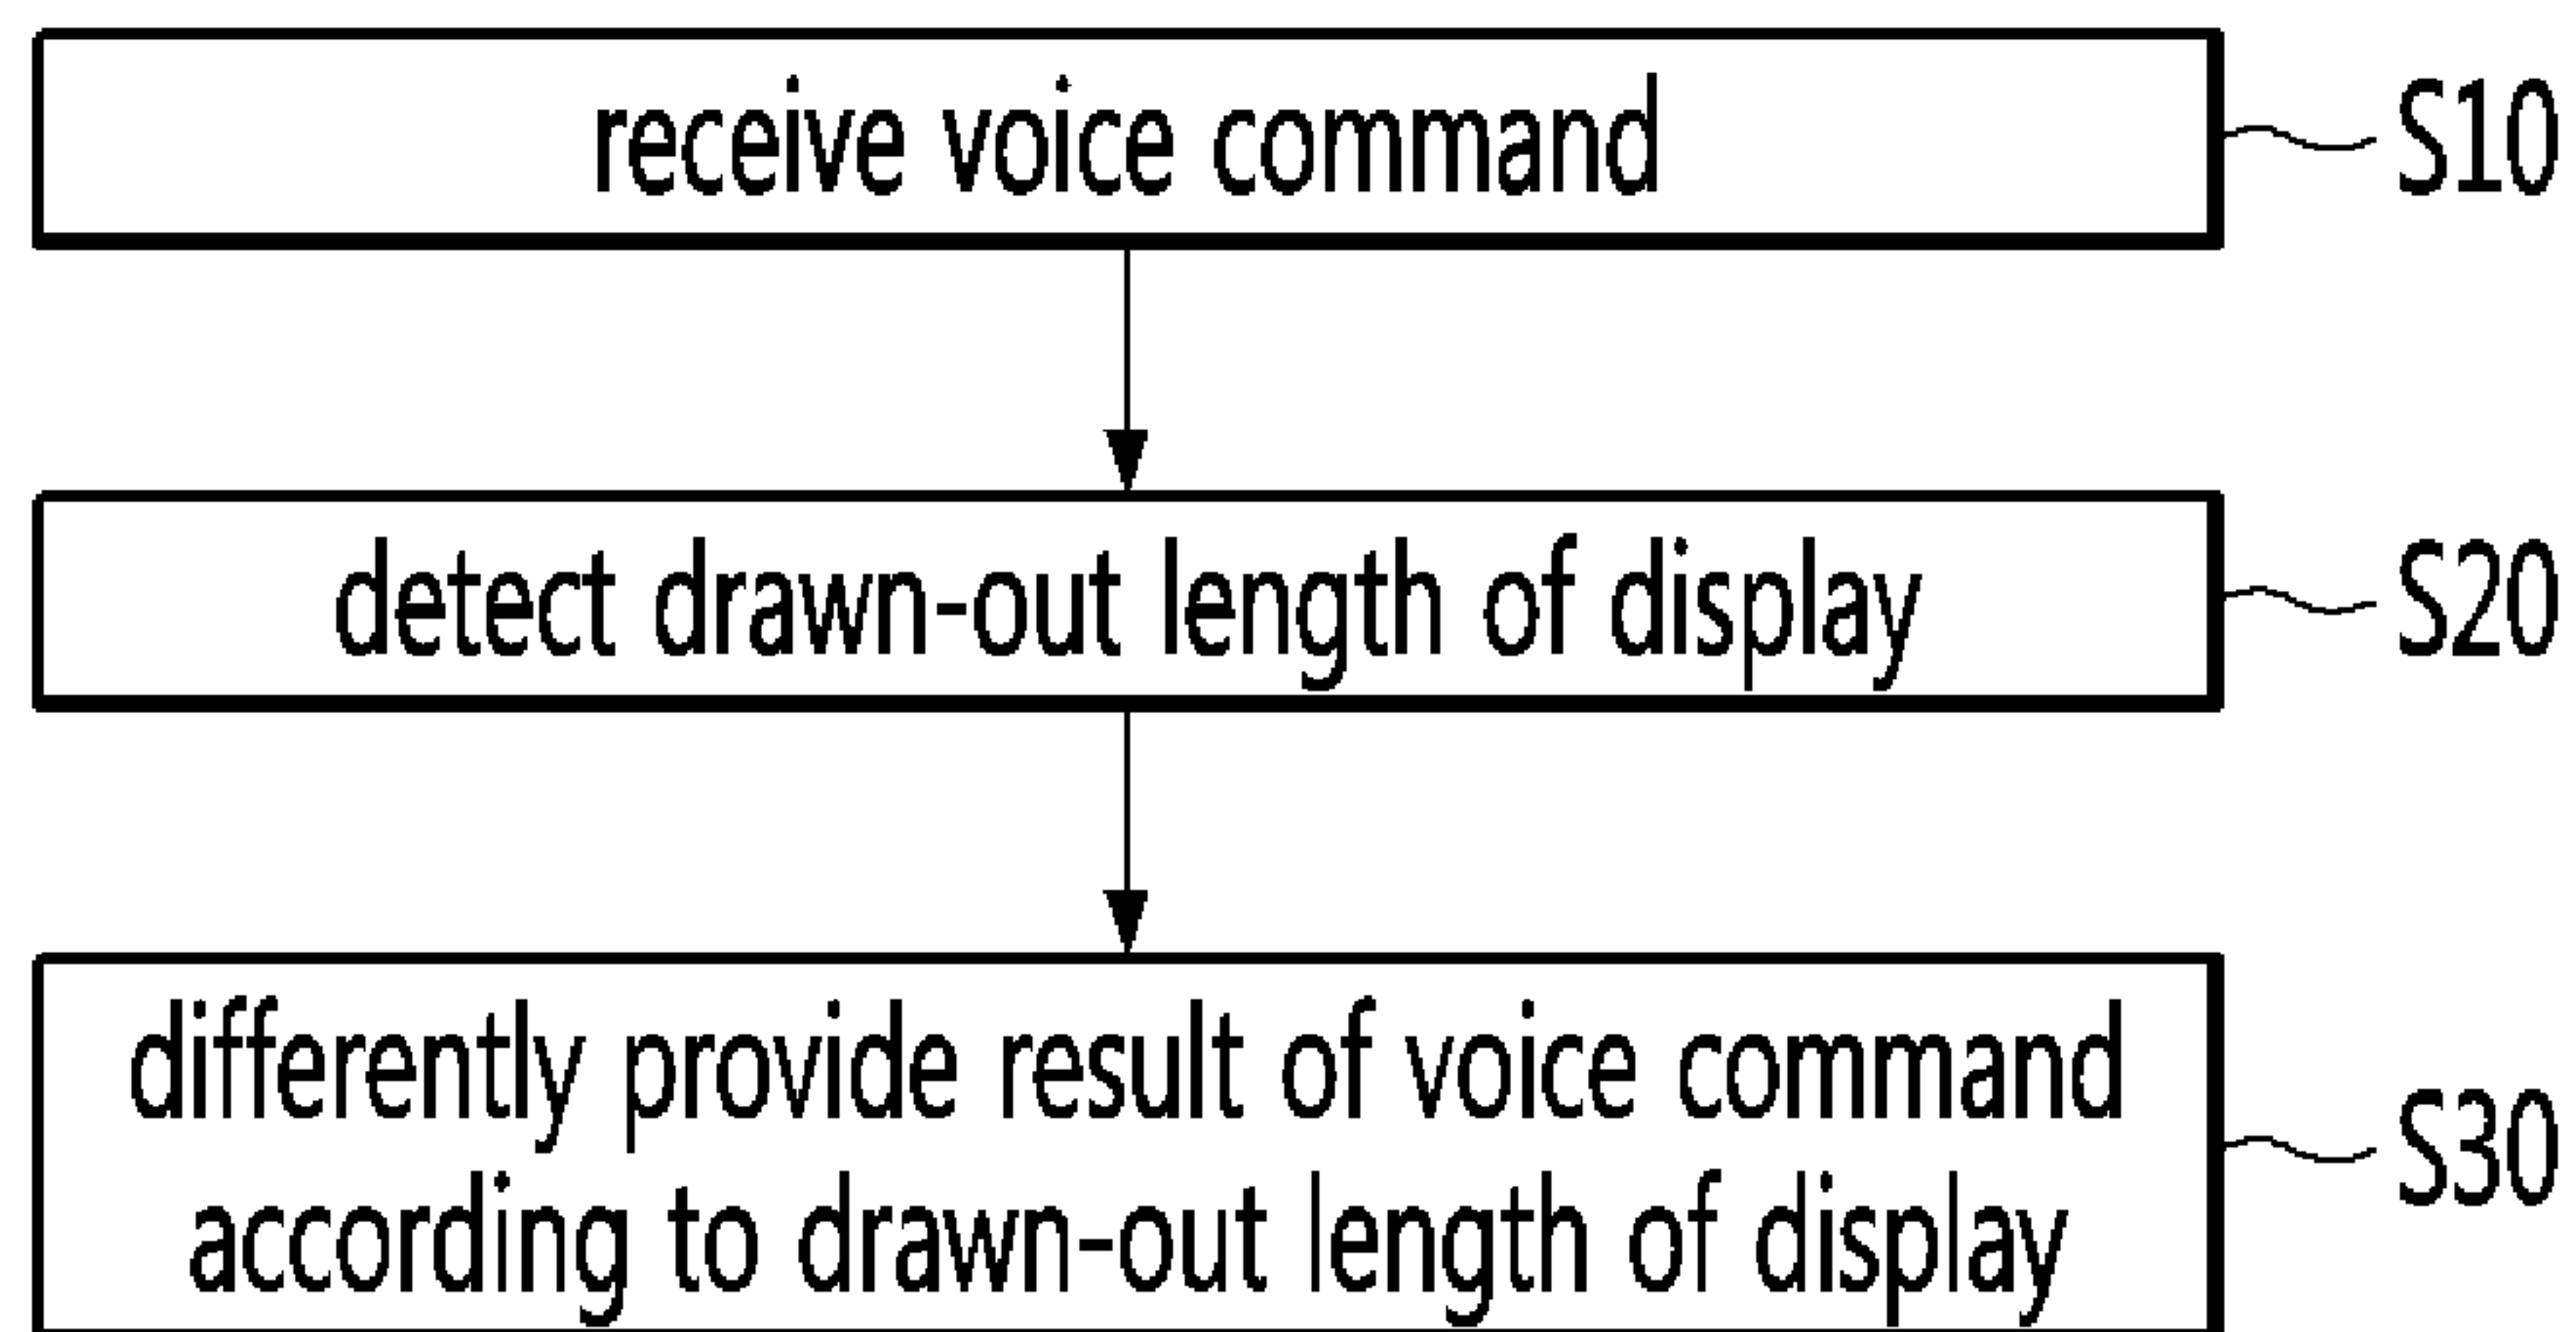 receive voice command
S10
detect drawn-out length of display
S20
differently provide result of voice command
according to drawn-out length of display
S30